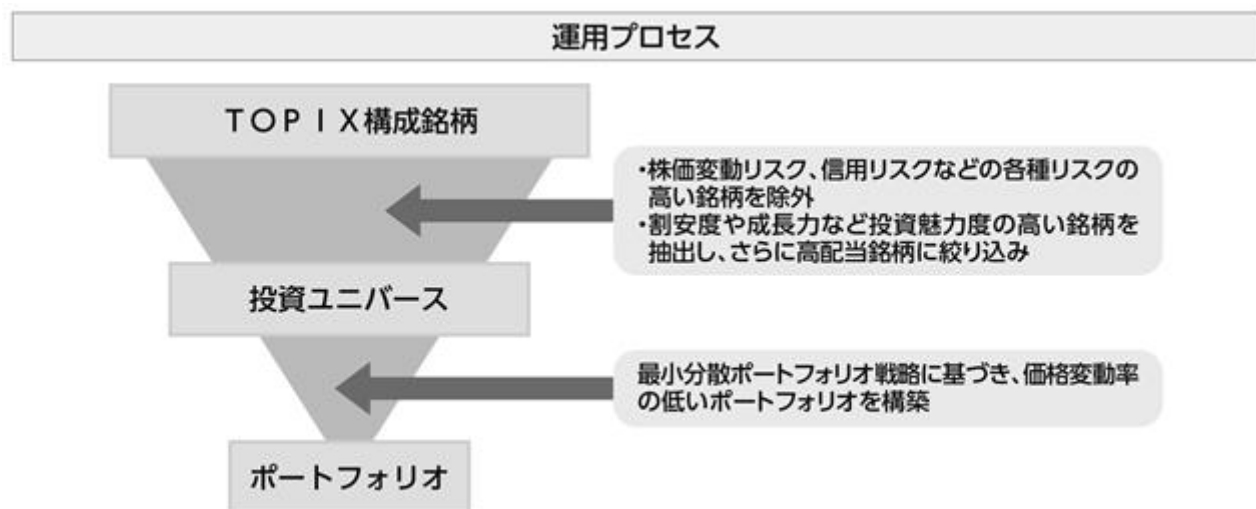 運用プロセス
TOPIX構成銘柄
・株価変動リスク、信用リスクなどの各種リスクの
高い銘柄を除外
・割安度や成長力など投資魅力度の高い銘柄を
抽出し、さらに高配当銘柄に絞り込み
投資ユニバース
最小分散ポートフォリオ戦略に基づき、価格変動率
の低いポートフォリオを構築
ポートフォリオ